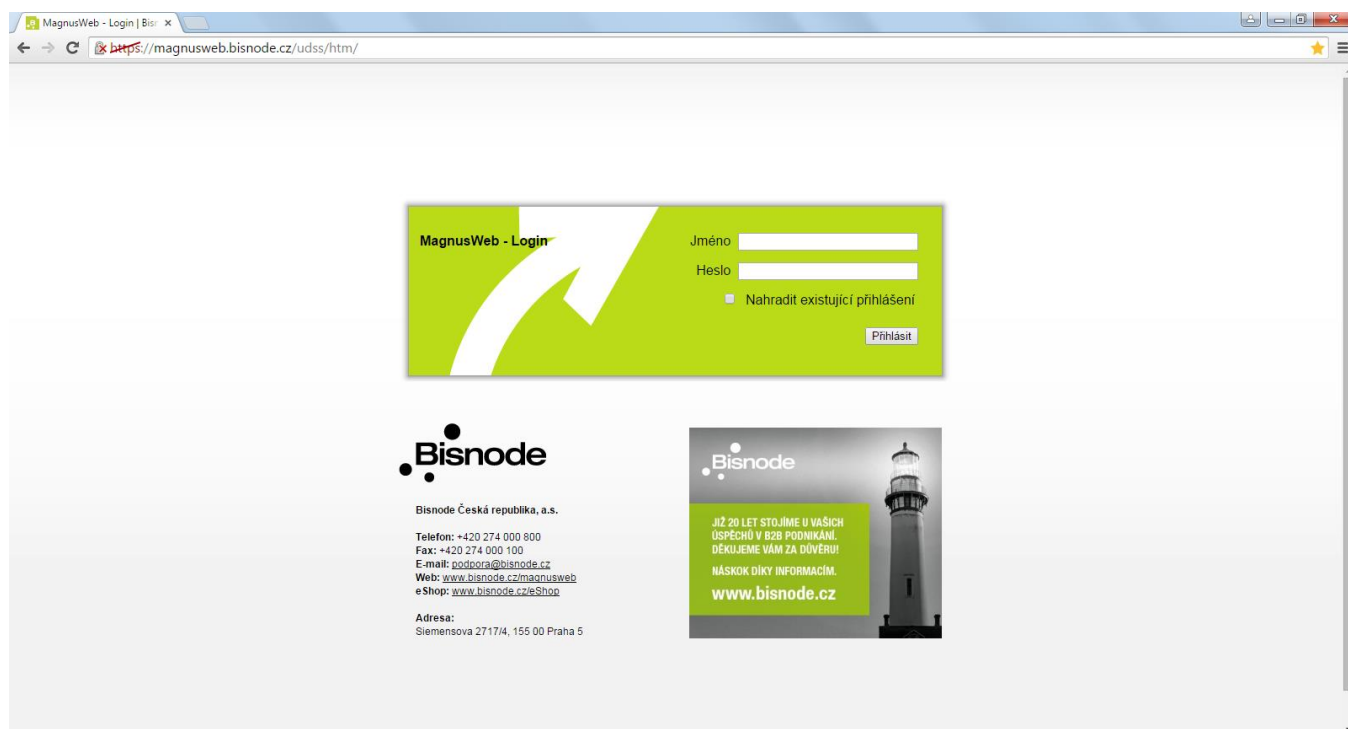 MagnusWeb - Login | Bisr
https://magnusweb.bisnode.cz/udss/htm/
MagnusWeb - Login
Jméno
Heslo
Nahradit existující přihlášení
Přihlásit
Bisnode
Bisnode Česká republika, a.s.
Telefon: +420 274 000 800
Fax: +420 274 000 100
E-mail: podpora@bisnode.cz
Web: www.bisnode.cz/magnusweb
eShop: www.bisnode.cz/eShop
Adresa:
Siemensova 2717/4, 155 00 Praha 5
Bisnode
JIŽ 20 LET STOJÍME U VAŠICH
ÚSPĚCHŮ V B2B PODNIKÁNÍ.
DĚKUJEME VÁM ZA DŮVĚRU!
NÁSKOK DÍKY INFORMACÍM.
www.bisnode.cz